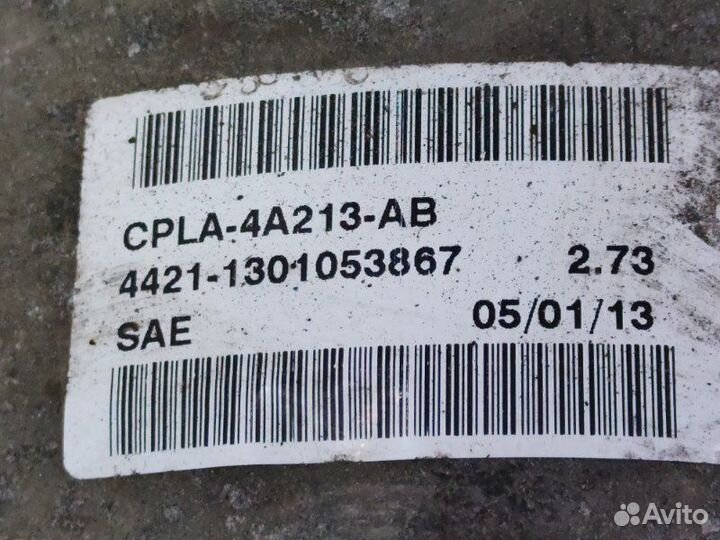 CPLA-4A213-AB
4421-1301053867 2.73
SAE 05/01/13
Avito